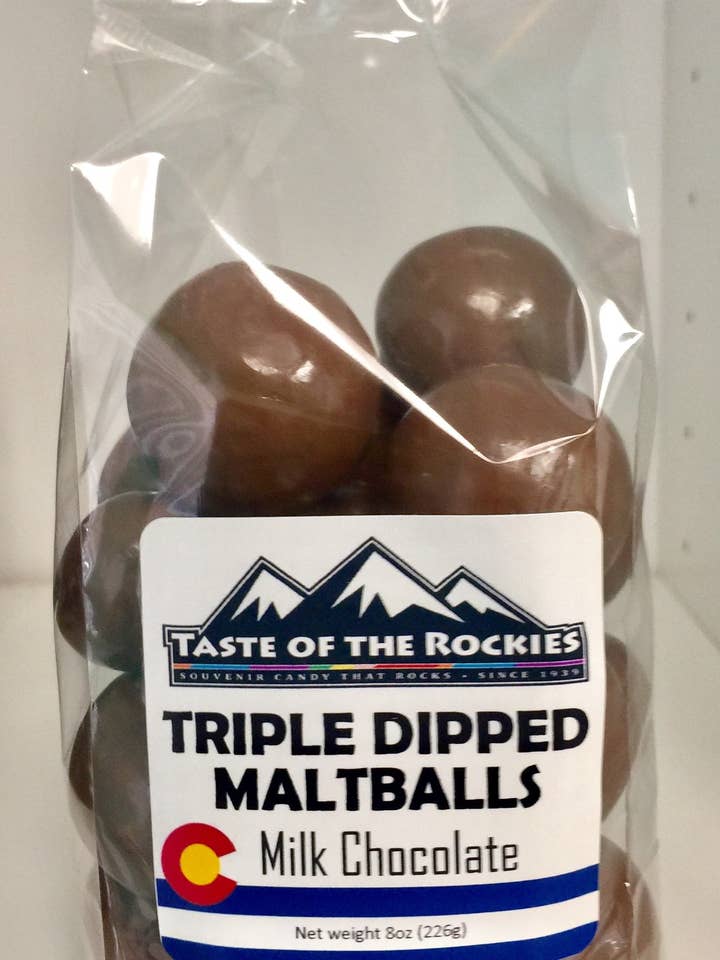 TASTE OF THE ROCKIES
SOUVENIR CANDY THAT ROCKS - SINCE 1939
TRIPLE DIPPED
MALTBALLS
Milk Chocolate
Net weight 8oz (226g)